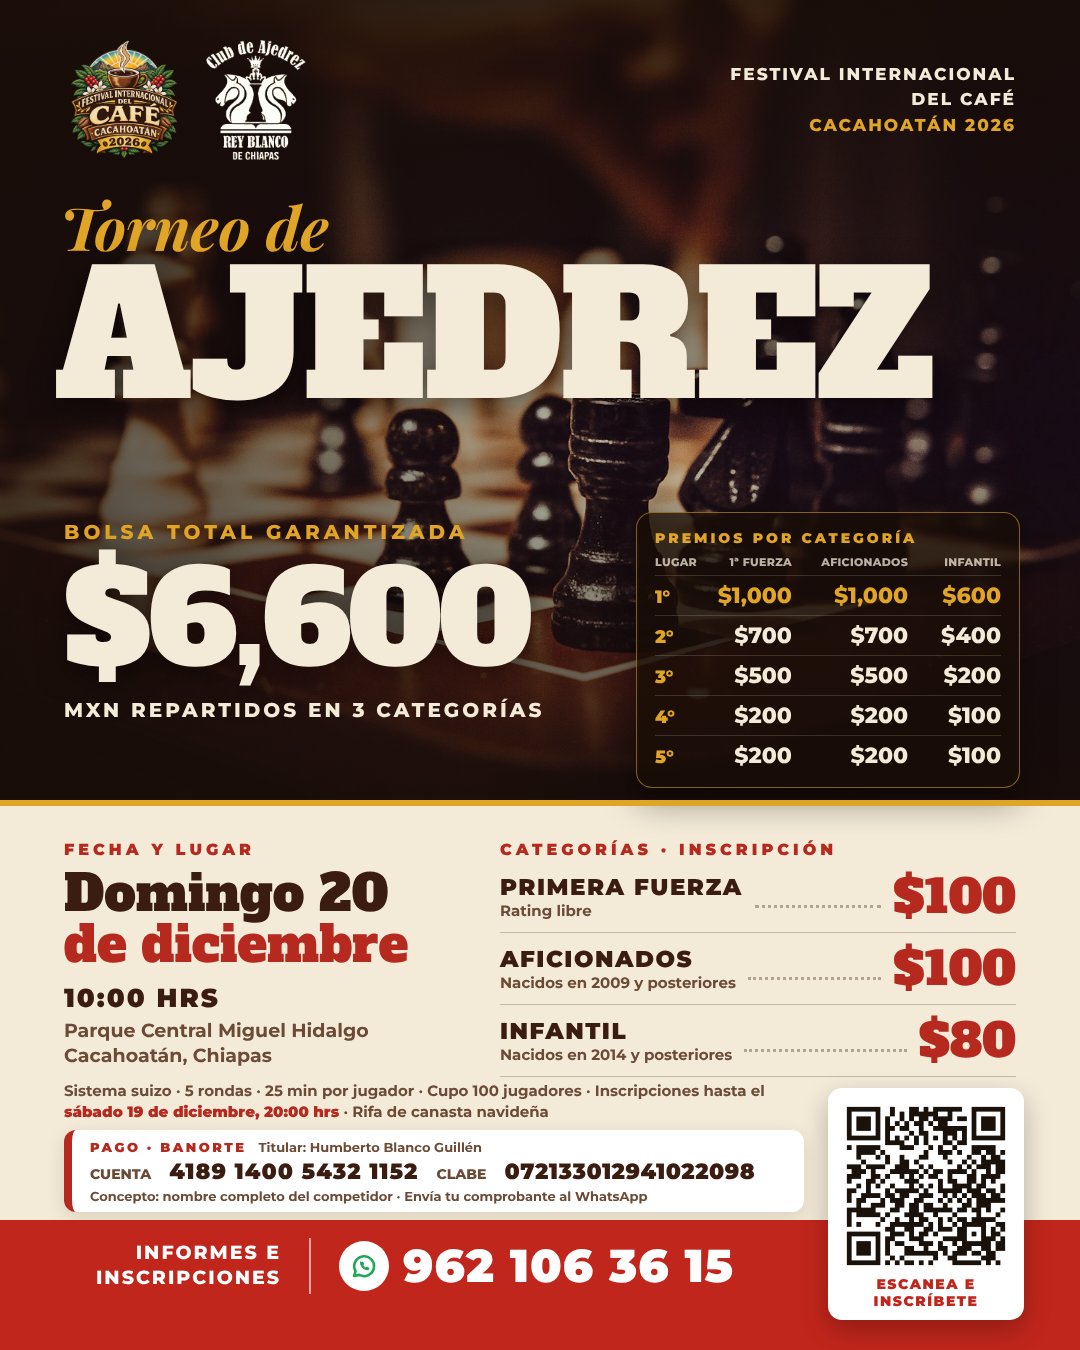 FESTIVAL INTERNACIONAL
DEL
CAFÉ
CACAHOATÁN
2026
Club de Ajedrez
REY BLANCO
DE CHIAPAS
FESTIVAL INTERNACIONAL
DEL CAFÉ
CACAHOATÁN 2026
Torneo de
AJEDREZ
BOLSA TOTAL GARANTIZADA
$6,600
MXN REPARTIDOS EN 3 CATEGORÍAS
PREMIOS POR CATEGORÍA
LUGAR 1ª FUERZA AFICIONADOS INFANTIL
1º $1,000 $1,000 $600
2º $700 $700 $400
3º $500 $500 $200
4º $200 $200 $100
5º $200 $200 $100
FECHA Y LUGAR
Domingo 20
de diciembre
10:00 HRS
Parque Central Miguel Hidalgo
Cacahoatán, Chiapas
CATEGORÍAS · INSCRIPCIÓN
PRIMERA FUERZA $100
Rating libre
AFICIONADOS $100
Nacidos en 2009 y posteriores
INFANTIL $80
Nacidos en 2014 y posteriores
Sistema suizo · 5 rondas · 25 min por jugador · Cupo 100 jugadores · Inscripciones hasta el
sábado 19 de diciembre, 20:00 hrs · Rifa de canasta navideña
PAGO · BANORTE Titular: Humberto Blanco Guillén
CUENTA 4189 1400 5432 1152 CLABE 072133012941022098
Concepto: nombre completo del competidor · Envía tu comprobante al WhatsApp
INFORMES E
INSCRIPCIONES
962 106 36 15
ESCANEA E
INSCRÍBETE